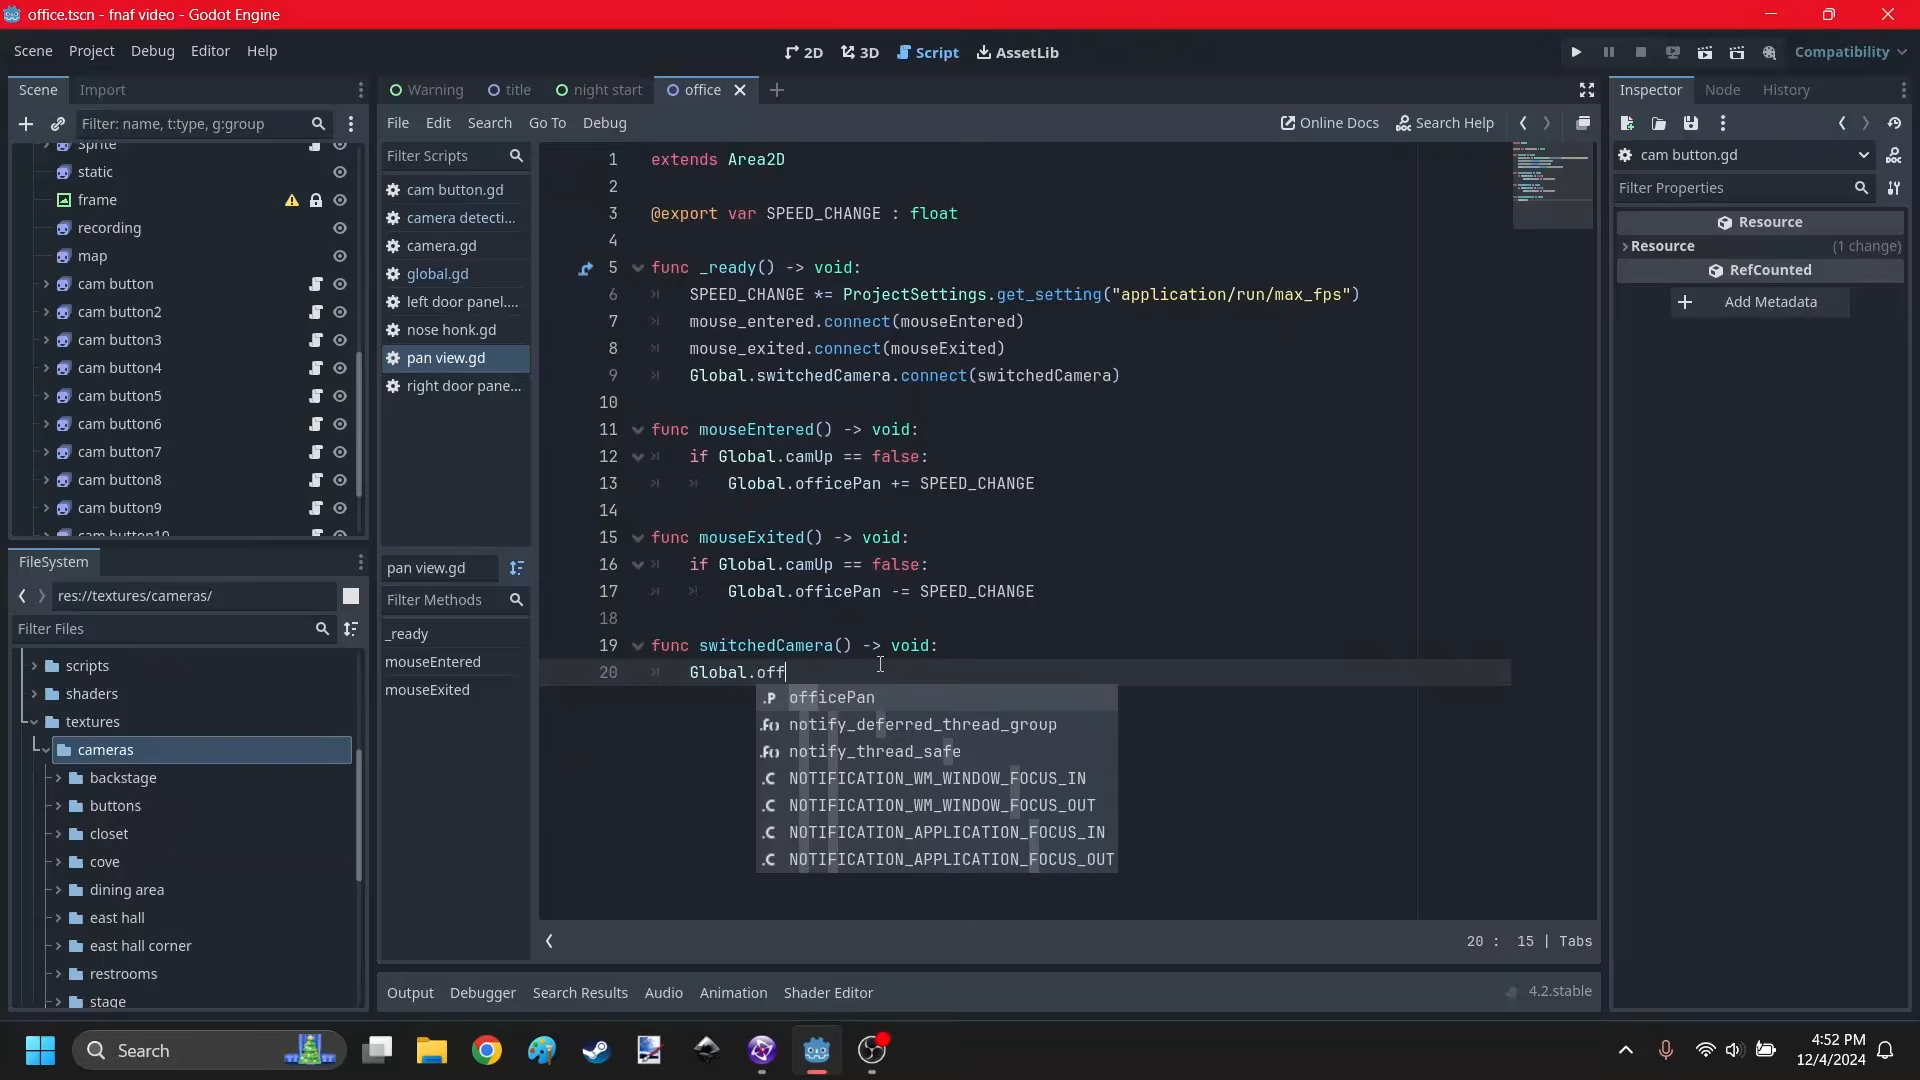 office.tscn - fnaf video - Godot Engine
Scene Project Debug Editor Help
2D 3D Script AssetLib
Compatibility
Scene Import
Filter: name, t:type, g:group
Sprite
static
frame
recording
map
cam button
cam button2
cam button3
cam button4
cam button5
cam button6
cam button7
cam button8
cam button9
cam button10
FileSystem
res://textures/cameras/
Filter Files
scripts
shaders
textures
cameras
backstage
buttons
closet
cove
dining area
east hall
east hall corner
restrooms
stage
Warning title night start office
File Edit Search Go To Debug
Online Docs Search Help
Filter Scripts
cam button.gd
camera detecti...
camera.gd
global.gd
left door panel....
nose honk.gd
pan view.gd
right door pane...
pan view.gd
Filter Methods
_ready
mouseEntered
mouseExited
1 extends Area2D
2
3 @export var SPEED_CHANGE : float
4
5 func _ready() -> void:
6 SPEED_CHANGE *= ProjectSettings.get_setting("application/run/max_fps")
7 mouse_entered.connect(mouseEntered)
8 mouse_exited.connect(mouseExited)
9 Global.switchedCamera.connect(switchedCamera)
10
11 func mouseEntered() -> void:
12 if Global.camUp == false:
13 Global.officePan += SPEED_CHANGE
14
15 func mouseExited() -> void:
16 if Global.camUp == false:
17 Global.officePan -= SPEED_CHANGE
18
19 func switchedCamera() -> void:
20 Global.off
.P officePan
.f() notify_deferred_thread_group
.f() notify_thread_safe
.C NOTIFICATION_WM_WINDOW_FOCUS_IN
.C NOTIFICATION_WM_WINDOW_FOCUS_OUT
.C NOTIFICATION_APPLICATION_FOCUS_IN
.C NOTIFICATION_APPLICATION_FOCUS_OUT
20 : 15 | Tabs
Output Debugger Search Results Audio Animation Shader Editor
4.2.stable
Inspector Node History
cam button.gd
Filter Properties
Resource
Resource (1 change)
RefCounted
Add Metadata
Search
4:52 PM
12/4/2024